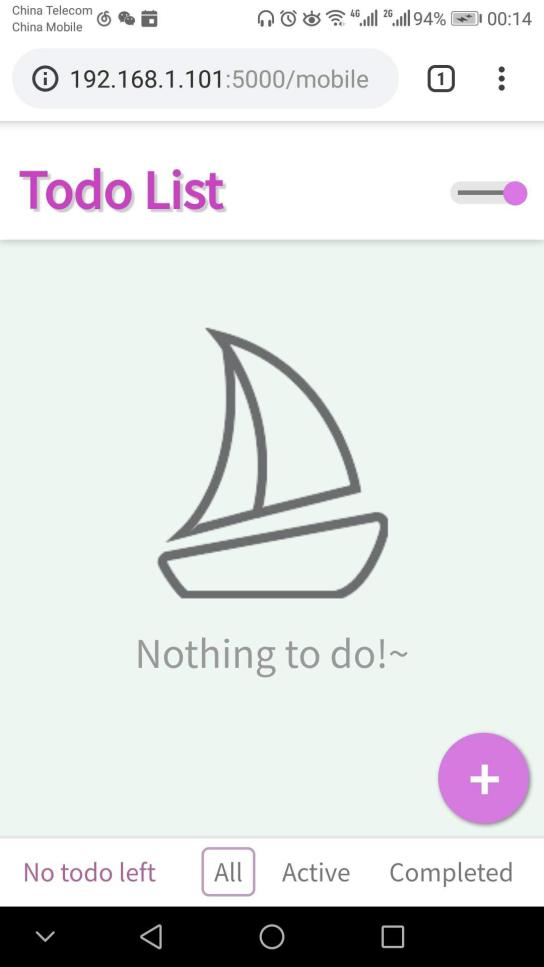 China Telecom
China Mobile
4G 2G 94% 00:14
192.168.1.101:5000/mobile 1
Todo List
Nothing to do!~
+
No todo left All Active Completed